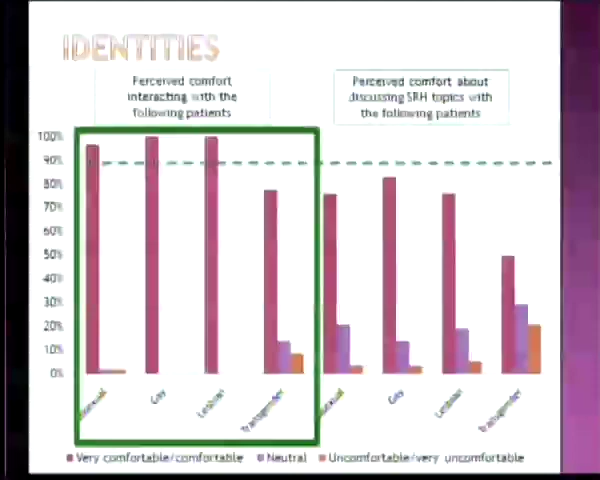 IDENTITIES
Perceived comfort
interacting with the
following patients
Perceived comfort about
discussing SRH topics with
the following patients
100%
90%
80%
70%
60%
50%
40%
30%
20%
10%
0%
Gay
Lesbian
Transgender
Gay
Lesbian
Transgender
Very comfortable/comfortable
Neutral
Uncomfortable/very uncomfortable